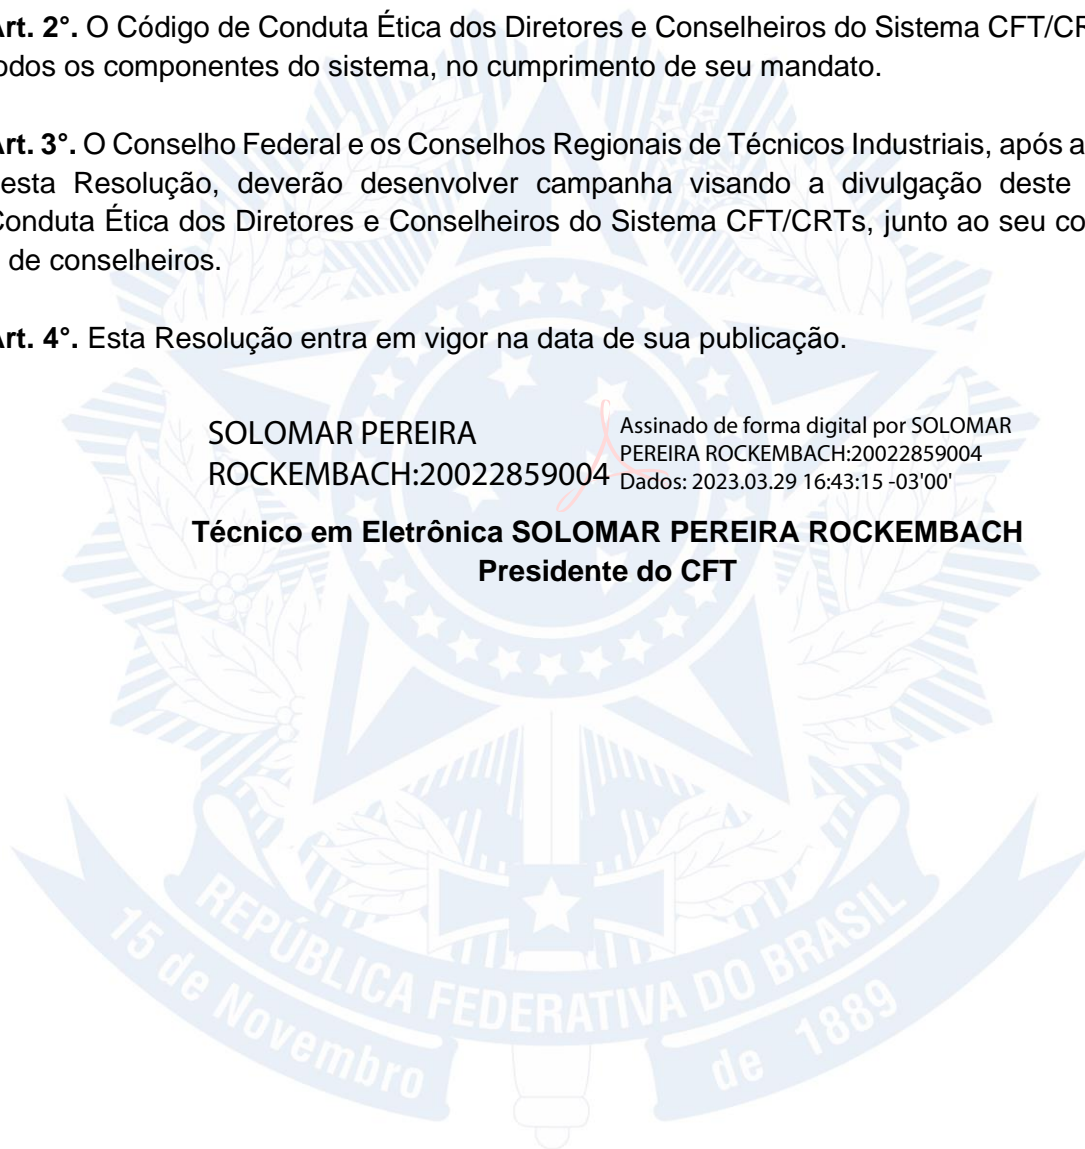 Art. 2°. O Código de Conduta Ética dos Diretores e Conselheiros do Sistema CFT/CR
odos os componentes do sistema, no cumprimento de seu mandato.
Art. 3°. O Conselho Federal e os Conselhos Regionais de Técnicos Industriais, após a
esta Resolução, deverão desenvolver campanha visando a divulgação deste
Conduta Ética dos Diretores e Conselheiros do Sistema CFT/CRTs, junto ao seu co
de conselheiros.
Art. 4°. Esta Resolução entra em vigor na data de sua publicação.
SOLOMAR PEREIRA
ROCKEMBACH:20022859004
Assinado de forma digital por SOLOMAR
PEREIRA ROCKEMBACH:20022859004
Dados: 2023.03.29 16:43:15 -03'00'
Técnico em Eletrônica SOLOMAR PEREIRA ROCKEMBACH
Presidente do CFT
REPÚBLICA FEDERATIVA DO BRASIL
15 de Novembro de 1889